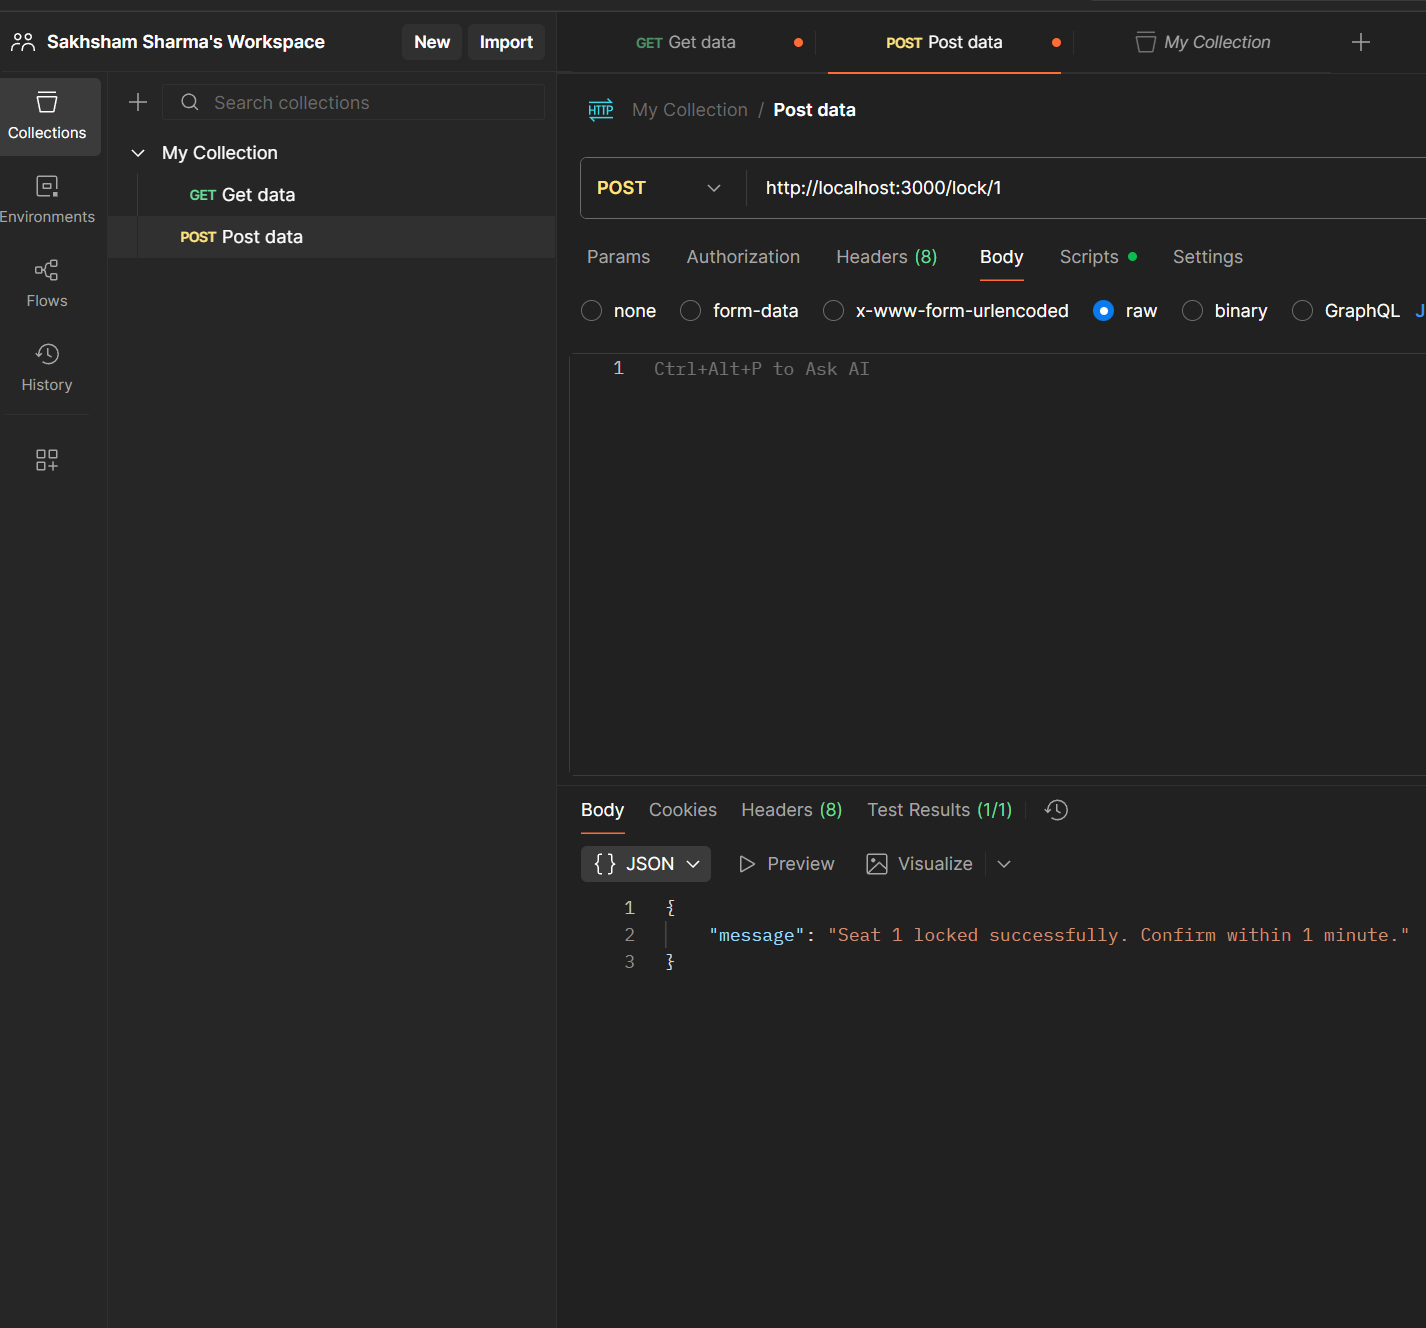 Sakhsham Sharma's Workspace
New
Import
GET Get data
POST Post data
My Collection
Collections
Environments
Flows
History
Search collections
My Collection
GET Get data
POST Post data
HTTP
My Collection / Post data
POST
http://localhost:3000/lock/1
Params
Authorization
Headers (8)
Body
Scripts
Settings
none
form-data
x-www-form-urlencoded
raw
binary
GraphQL
J
1 Ctrl+Alt+P to Ask AI
Body
Cookies
Headers (8)
Test Results (1/1)
{} JSON
Preview
Visualize
1 {
2 "message": "Seat 1 locked successfully. Confirm within 1 minute."
3 }